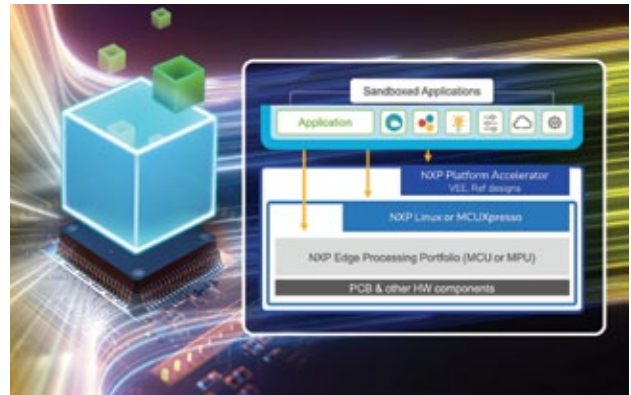 Sandboxed Applications
Application
NXP Platform Accelerator
VEE, Ref designs
NXP Linux or MCUXpresso
NXP Edge Processing Portfolio (MCU or MPU)
PCB & other HW components